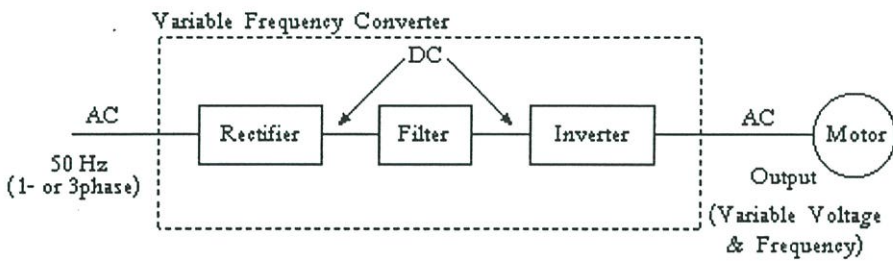 Variable Frequency Converter
DC
AC
Rectifier
Filter
Inverter
AC
Motor
50 Hz
(1- or 3phase)
Output
(Variable Voltage
& Frequency)